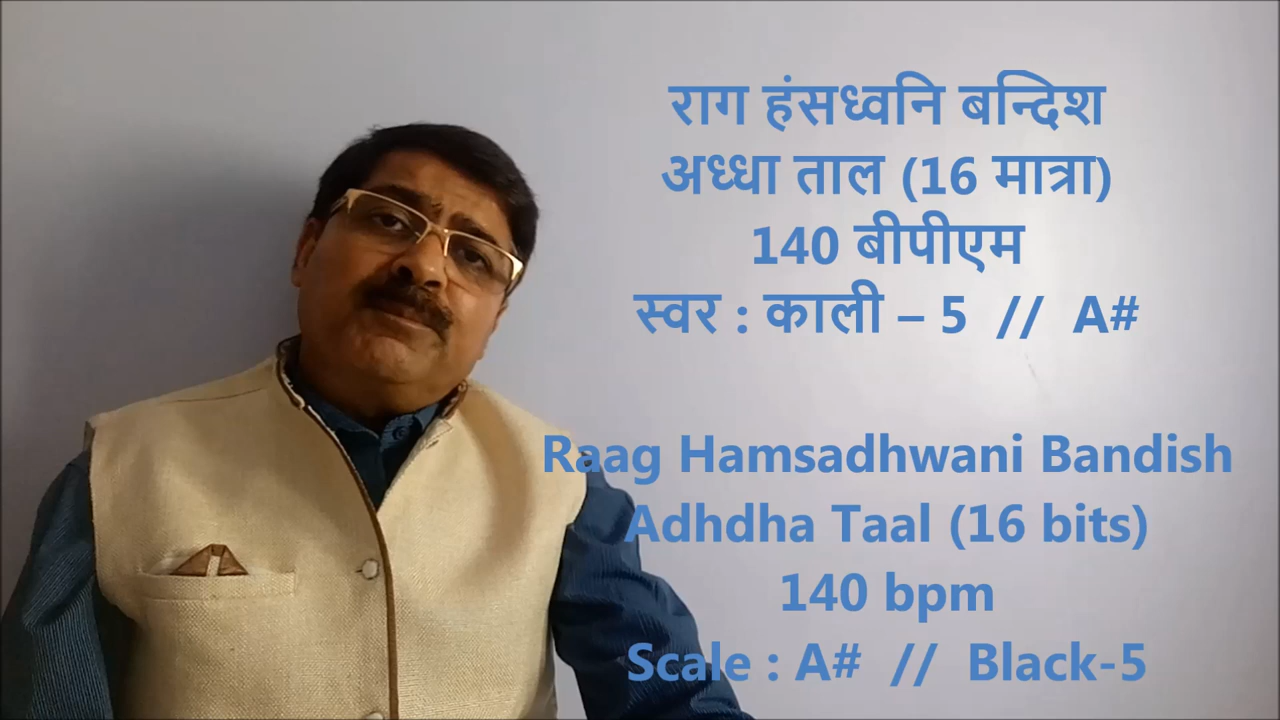 राग हंसध्वनि बन्दिश
अध्धा ताल (16 मात्रा)
140 बीपीएम
स्वर : काली – 5 // A#
Raag Hamsadhwani Bandish
Adhdha Taal (16 bits)
140 bpm
Scale : A# // Black-5